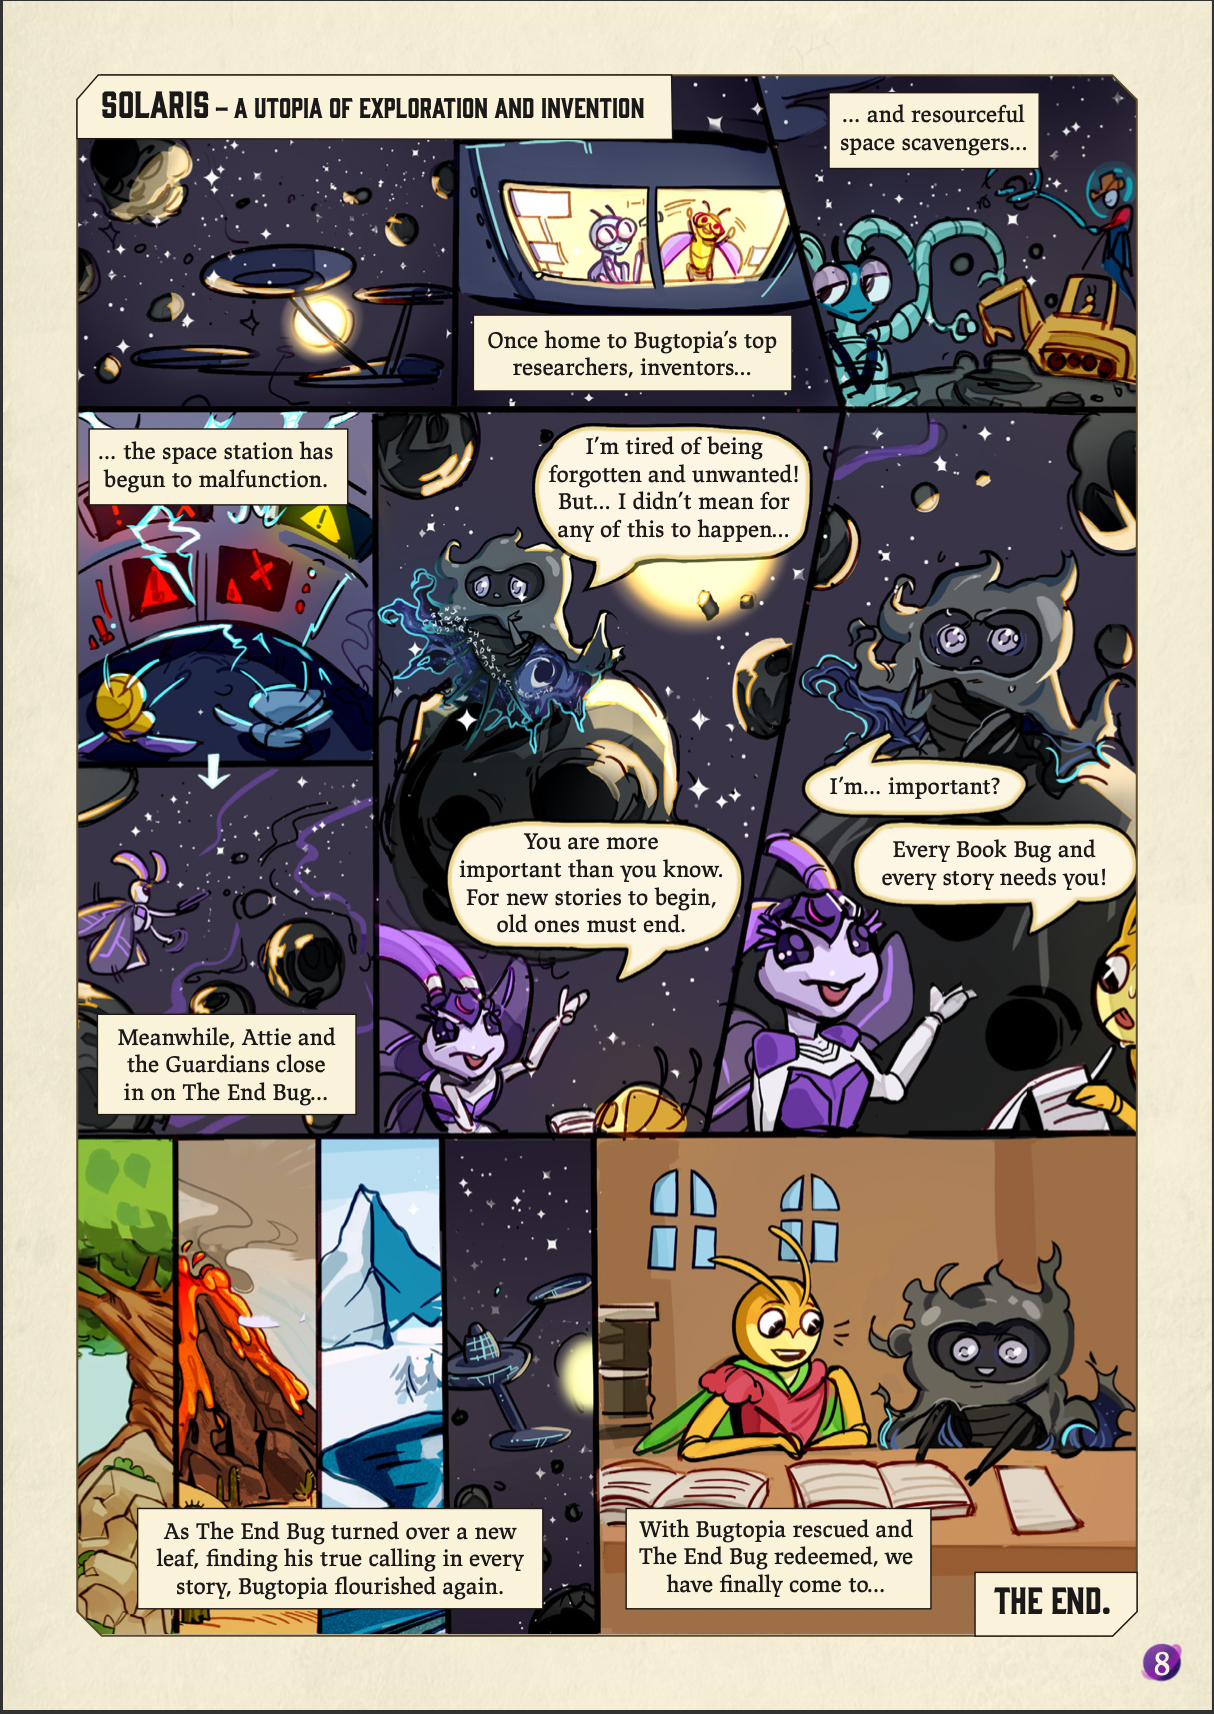 SOLARIS – A UTOPIA OF EXPLORATION AND INVENTION
Once home to Bugtopia’s top
researchers, inventors...
... and resourceful
space scavengers...
... the space station has
begun to malfunction.
Meanwhile, Attie and
the Guardians close
in on The End Bug...
I’m tired of being
forgotten and unwanted!
But... I didn’t mean for
any of this to happen...
You are more
important than you know.
For new stories to begin,
old ones must end.
I’m... important?
Every Book Bug and
every story needs you!
As The End Bug turned over a new
leaf, finding his true calling in every
story, Bugtopia flourished again.
With Bugtopia rescued and
The End Bug redeemed, we
have finally come to...
THE END.
8